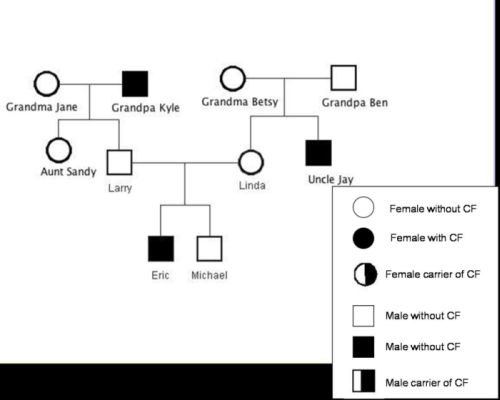 Grandma Jane
Grandpa Kyle
Grandma Betsy
Grandpa Ben
Aunt Sandy
Larry
Linda
Uncle Jay
Eric
Michael
Female without CF
Female with CF
Female carrier of CF
Male without CF
Male without CF
Male carrier of CF